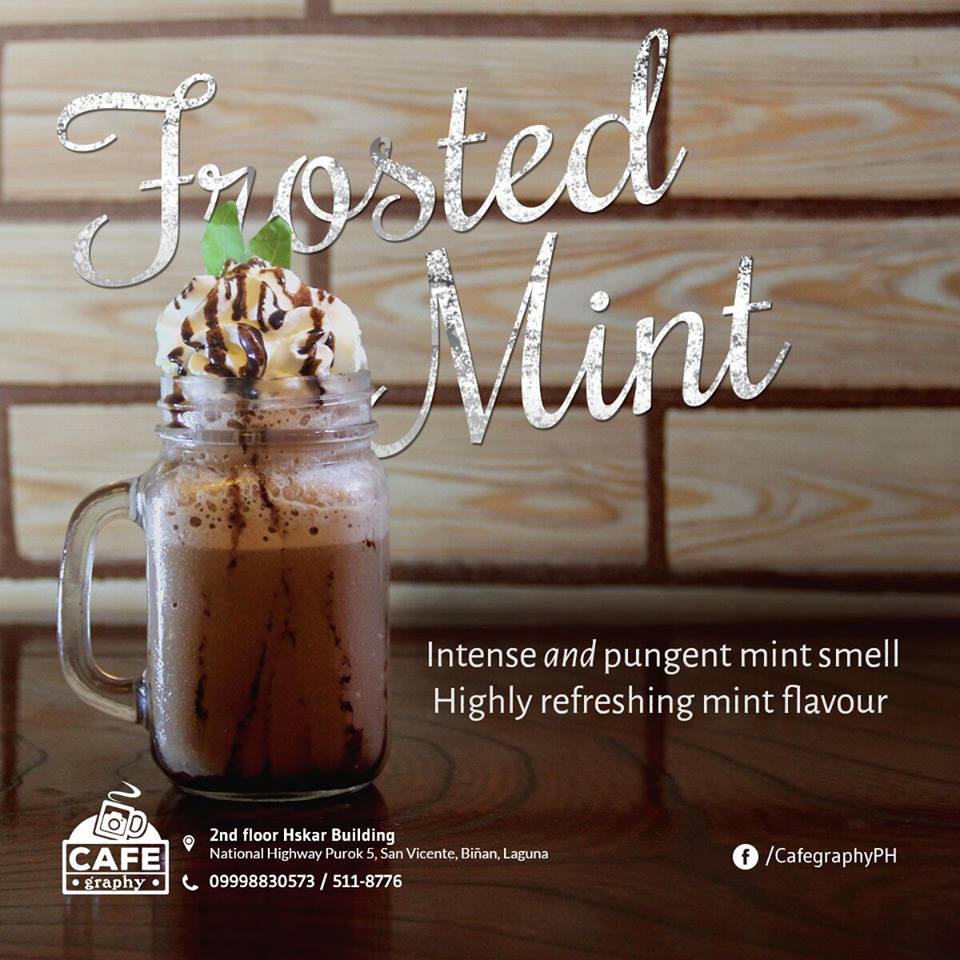 Frosted
Mint
Intense and pungent mint smell
Highly refreshing mint flavour
CAFE
graphy
2nd floor Hskar Building
National Highway Purok 5, San Vicente, Biñan, Laguna
09998830573 / 511-8776
/CafegraphyPH